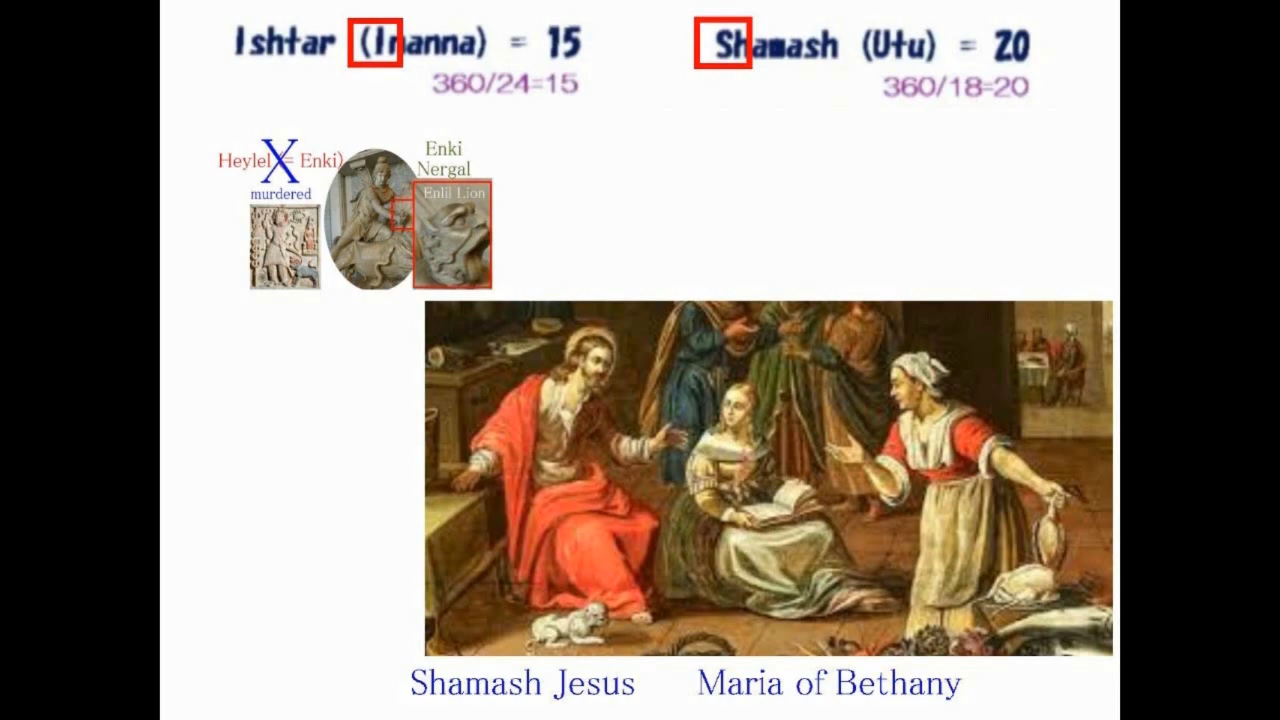 Ishtar (Inanna) = 15
360/24=15
Shamash (Utu) = 20
360/18=20
Heylel(= Enki)
X
murdered
Enki
Nergal
Enlil Lion
Shamash Jesus
Maria of Bethany